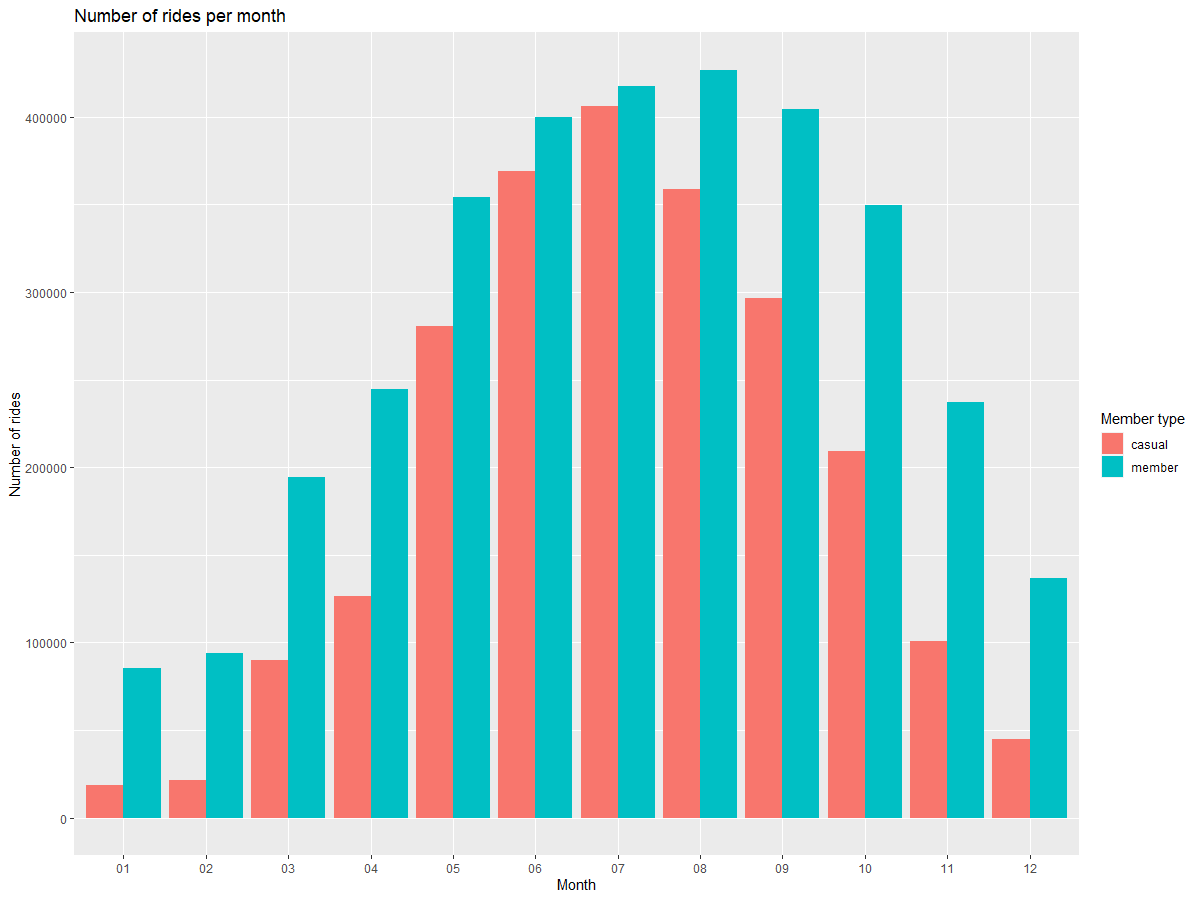 Number of rides per month
Number of rides
400000
300000
200000
100000
0
01 02 03 04 05 06 07 08 09 10 11 12
Month
Member type
casual
member